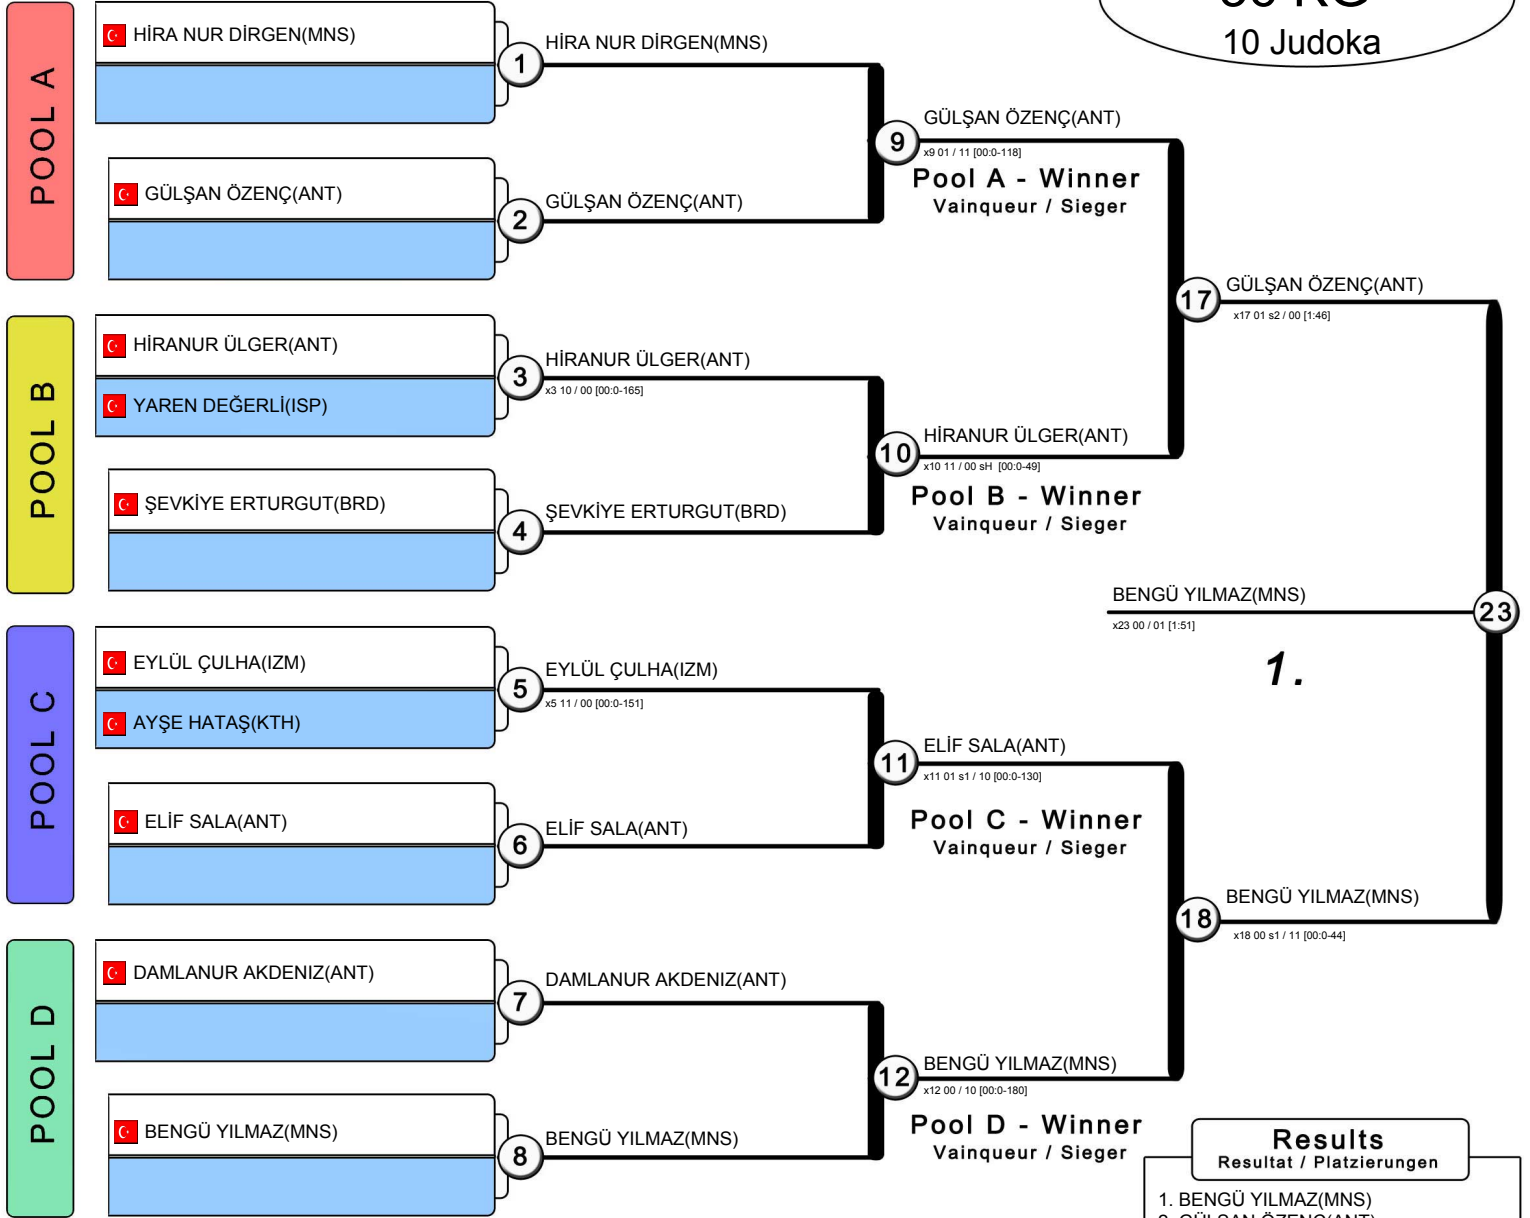 KG
10 Judoka
POOL A
HİRA NUR DİRGEN(MNS)
1
HİRA NUR DİRGEN(MNS)
GÜLŞAN ÖZENÇ(ANT)
2
GÜLŞAN ÖZENÇ(ANT)
9
GÜLŞAN ÖZENÇ(ANT)
x9 01 / 11 [00:0-118]
Pool A - Winner
Vainqueur / Sieger
POOL B
HİRANUR ÜLGER(ANT)
YAREN DEĞERLİ(ISP)
3
HİRANUR ÜLGER(ANT)
x3 10 / 00 [00:0-165]
ŞEVKİYE ERTURGUT(BRD)
4
ŞEVKİYE ERTURGUT(BRD)
10
HİRANUR ÜLGER(ANT)
x10 11 / 00 sH [00:0-49]
Pool B - Winner
Vainqueur / Sieger
17
GÜLŞAN ÖZENÇ(ANT)
x17 01 s2 / 00 [1:46]
BENGÜ YILMAZ(MNS)
23
x23 00 / 01 [1:51]
1.
POOL C
EYLÜL ÇULHA(IZM)
AYŞE HATAŞ(KTH)
5
EYLÜL ÇULHA(IZM)
x5 11 / 00 [00:0-151]
ELİF SALA(ANT)
6
ELİF SALA(ANT)
11
ELİF SALA(ANT)
x11 01 s1 / 10 [00:0-130]
Pool C - Winner
Vainqueur / Sieger
18
BENGÜ YILMAZ(MNS)
x18 00 s1 / 11 [00:0-44]
POOL D
DAMLANUR AKDENIZ(ANT)
7
DAMLANUR AKDENIZ(ANT)
BENGÜ YILMAZ(MNS)
8
BENGÜ YILMAZ(MNS)
12
BENGÜ YILMAZ(MNS)
x12 00 / 10 [00:0-180]
Pool D - Winner
Vainqueur / Sieger
Results
Resultat / Platzierungen
1. BENGÜ YILMAZ(MNS)
2. GÜLŞAN ÖZENÇ(ANT)